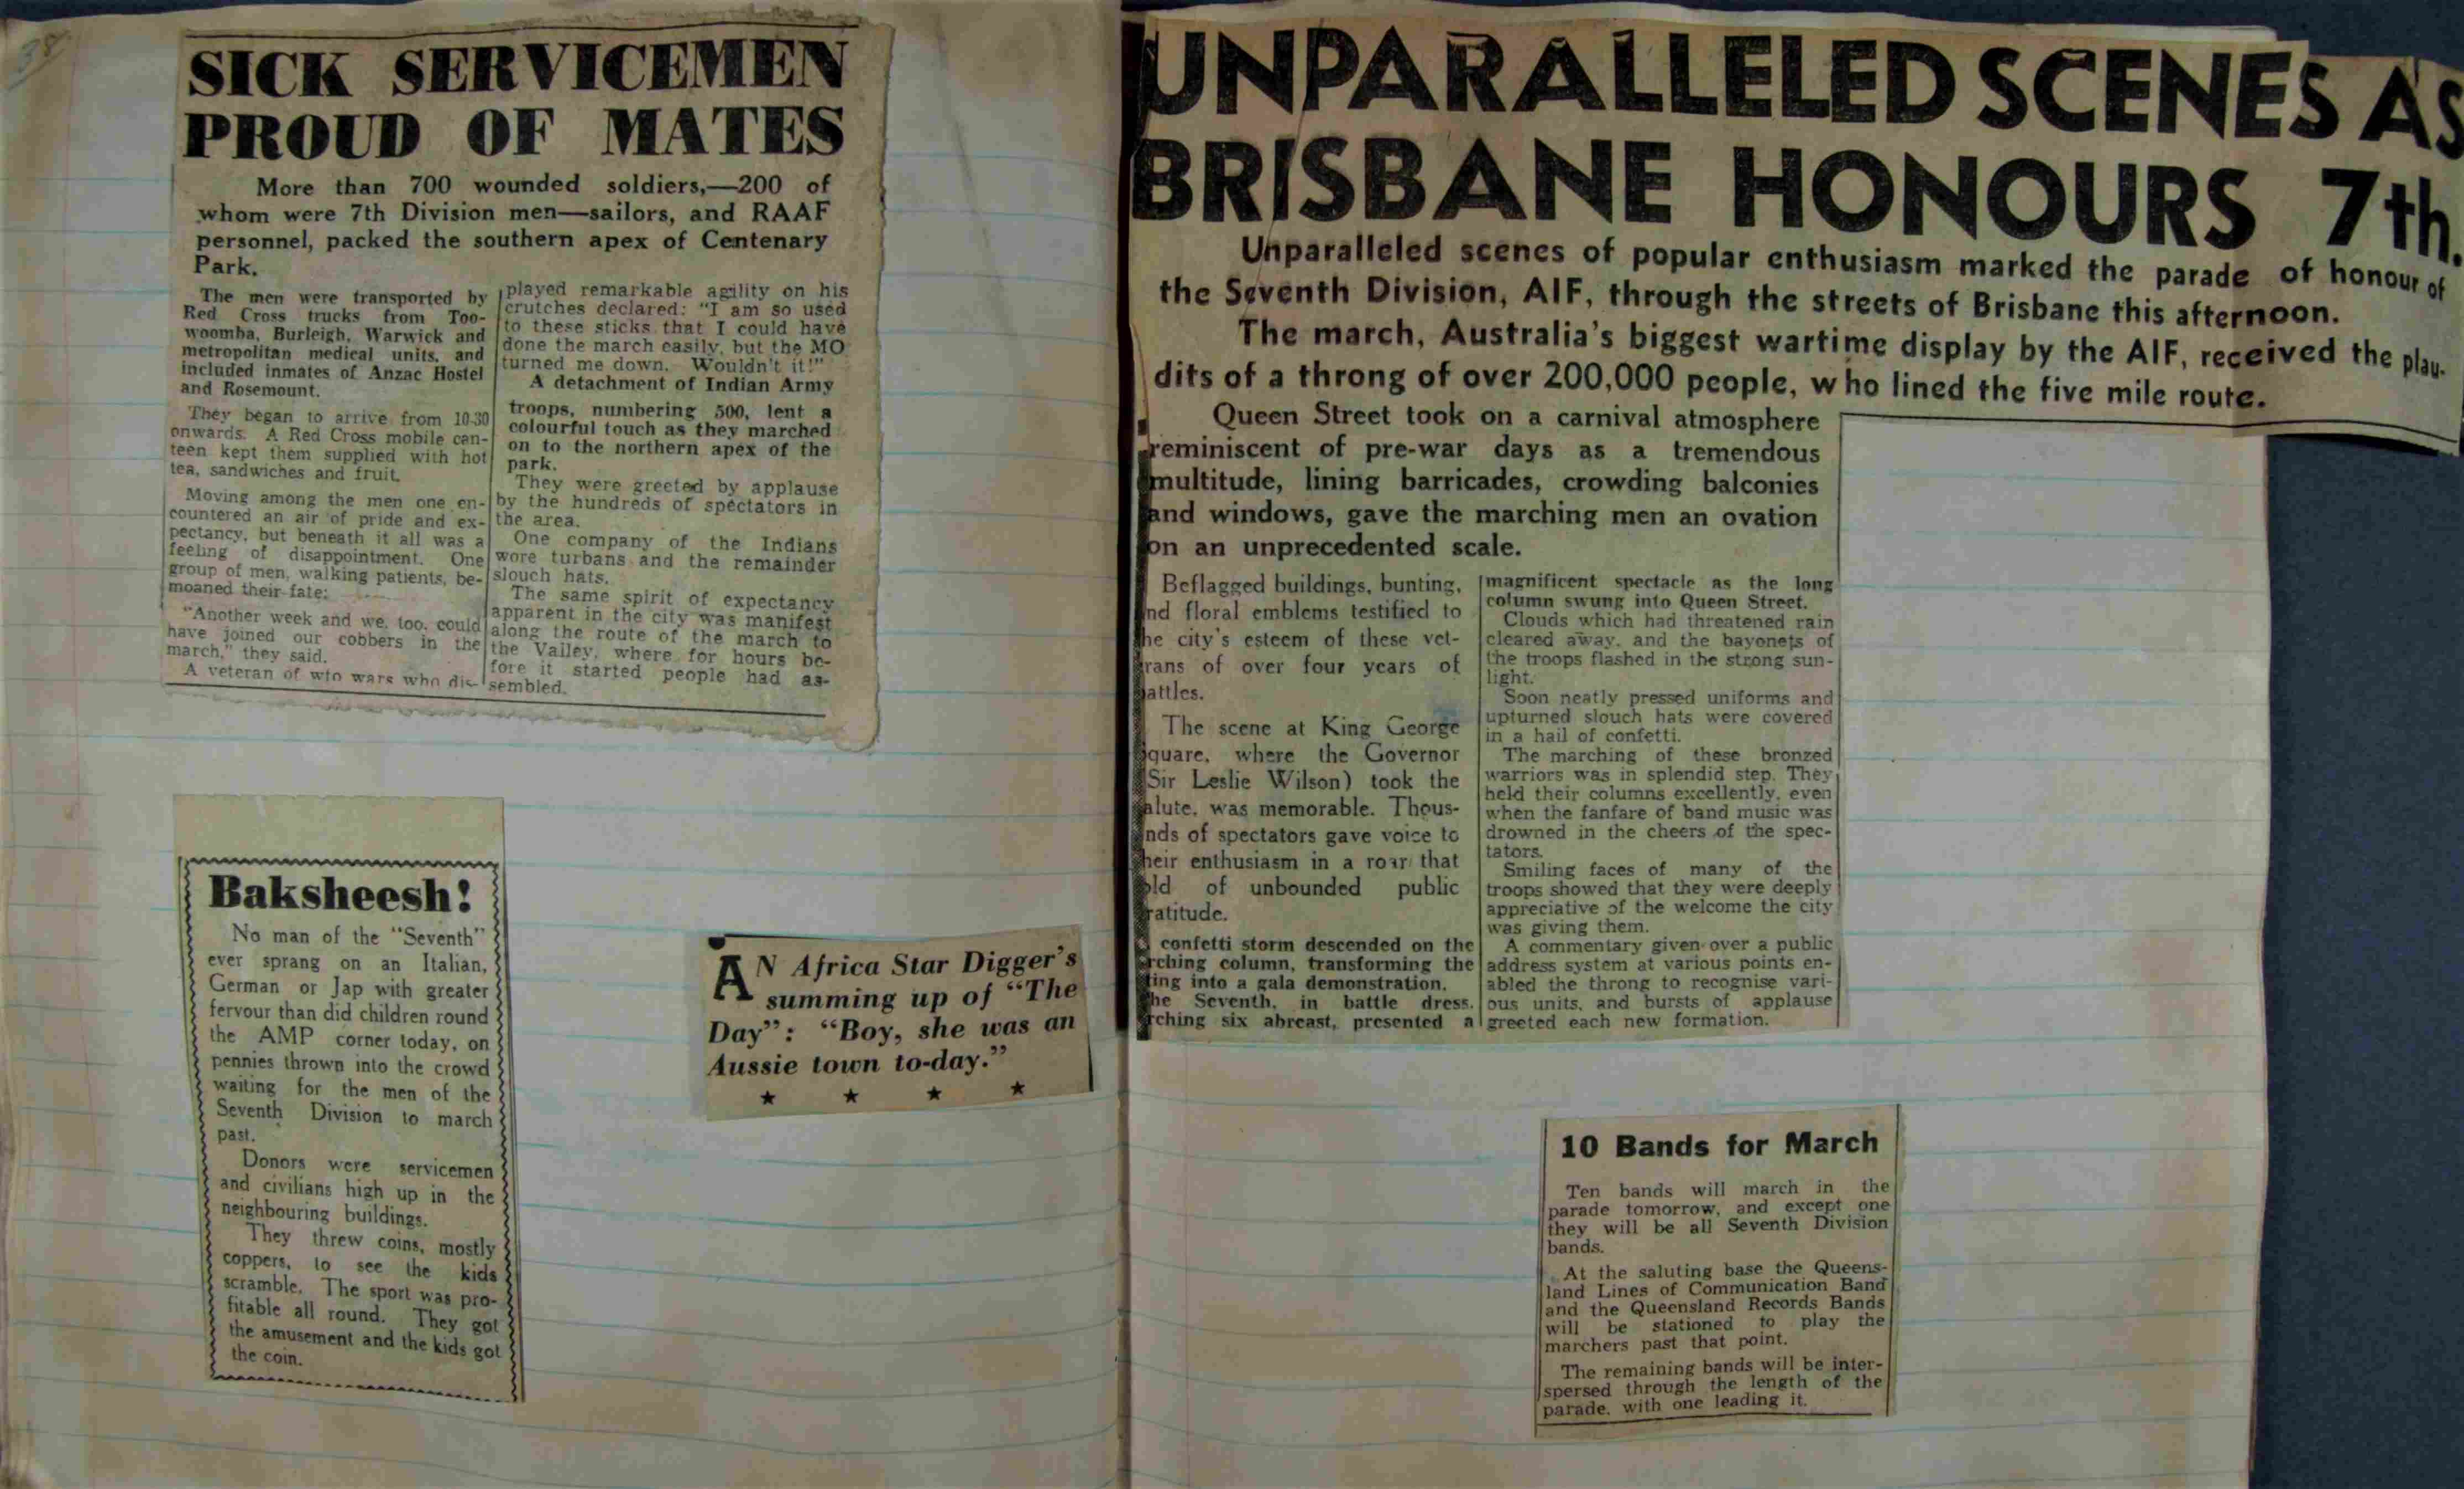 38
SICK SERVICEMEN
PROUD OF MATES
More than 700 wounded soldiers,—200 of
whom were 7th Division men—sailors, and RAAF
personnel, packed the southern apex of Centenary
Park.
The men were transported by
Red Cross trucks from Too-
woomba, Burleigh, Warwick and
metropolitan medical units, and
included inmates of Anzac Hostel
and Rosemount.
They began to arrive from 10.30
onwards. A Red Cross mobile can-
teen kept them supplied with hot
tea, sandwiches and fruit.
Moving among the men one en-
countered an air of pride and ex-
pectancy, but beneath it all was a
feeling of disappointment. One
group of men, walking patients, be-
moaned their fate:
"Another week and we, too, could
have joined our cobbers in the
march," they said.
A veteran of wto wars who dis-
played remarkable agility on his
crutches declared: "I am so used
to these sticks that I could have
done the march easily, but the MO
turned me down. Wouldn't it!"
A detachment of Indian Army
troops, numbering 500, lent a
colourful touch as they marched
on to the northern apex of the
park.
They were greeted by applause
by the hundreds of spectators in
the area.
One company of the Indians
wore turbans and the remainder
slouch hats.
The same spirit of expectancy
apparent in the city was manifest
along the route of the march to
the Valley, where for hours be-
fore it started people had as-
sembled.
Baksheesh!
No man of the "Seventh"
ever sprang on an Italian,
German or Jap with greater
fervour than did children round
the AMP corner today, on
pennies thrown into the crowd
waiting for the men of the
Seventh Division to march
past.
Donors were servicemen
and civilians high up in the
neighbouring buildings.
They threw coins, mostly
coppers, to see the kids
scramble. The sport was pro-
fitable all round. They got
the amusement and the kids got
the coin.
AN Africa Star Digger's
summing up of "The
Day": "Boy, she was an
Aussie town to-day."
UNPARALLELED SCENES AS
BRISBANE HONOURS 7th.
Unparalleled scenes of popular enthusiasm marked the parade of honour of
the Seventh Division, AIF, through the streets of Brisbane this afternoon.
The march, Australia's biggest wartime display by the AIF, received the plau-
dits of a throng of over 200,000 people, who lined the five mile route.
Queen Street took on a carnival atmosphere
reminiscent of pre-war days as a tremendous
multitude, lining barricades, crowding balconies
and windows, gave the marching men an ovation
on an unprecedented scale.
Beflagged buildings, bunting,
nd floral emblems testified to
he city's esteem of these vet-
rans of over four years of
attles.
The scene at King George
quare, where the Governor
(Sir Leslie Wilson) took the
alute, was memorable. Thous-
nds of spectators gave voice to
heir enthusiasm in a roar that
old of unbounded public
ratitude.
confetti storm descended on the
rching column, transforming the
ting into a gala demonstration.
he Seventh, in battle dress,
rching six abreast, presented a
magnificent spectacle as the long
column swung into Queen Street.
Clouds which had threatened rain
cleared away, and the bayonets of
the troops flashed in the strong sun-
light.
Soon neatly pressed uniforms and
upturned slouch hats were covered
in a hail of confetti.
The marching of these bronzed
warriors was in splendid step. They
held their columns excellently, even
when the fanfare of band music was
drowned in the cheers of the spec-
tators.
Smiling faces of many of the
troops showed that they were deeply
appreciative of the welcome the city
was giving them.
A commentary given over a public
address system at various points en-
abled the throng to recognise vari-
ous units, and bursts of applause
greeted each new formation.
10 Bands for March
Ten bands will march in the
parade tomorrow, and except one
they will be all Seventh Division
bands.
At the saluting base the Queens-
land Lines of Communication Band
and the Queensland Records Bands
will be stationed to play the
marchers past that point.
The remaining bands will be inter-
spersed through the length of the
parade, with one leading it.